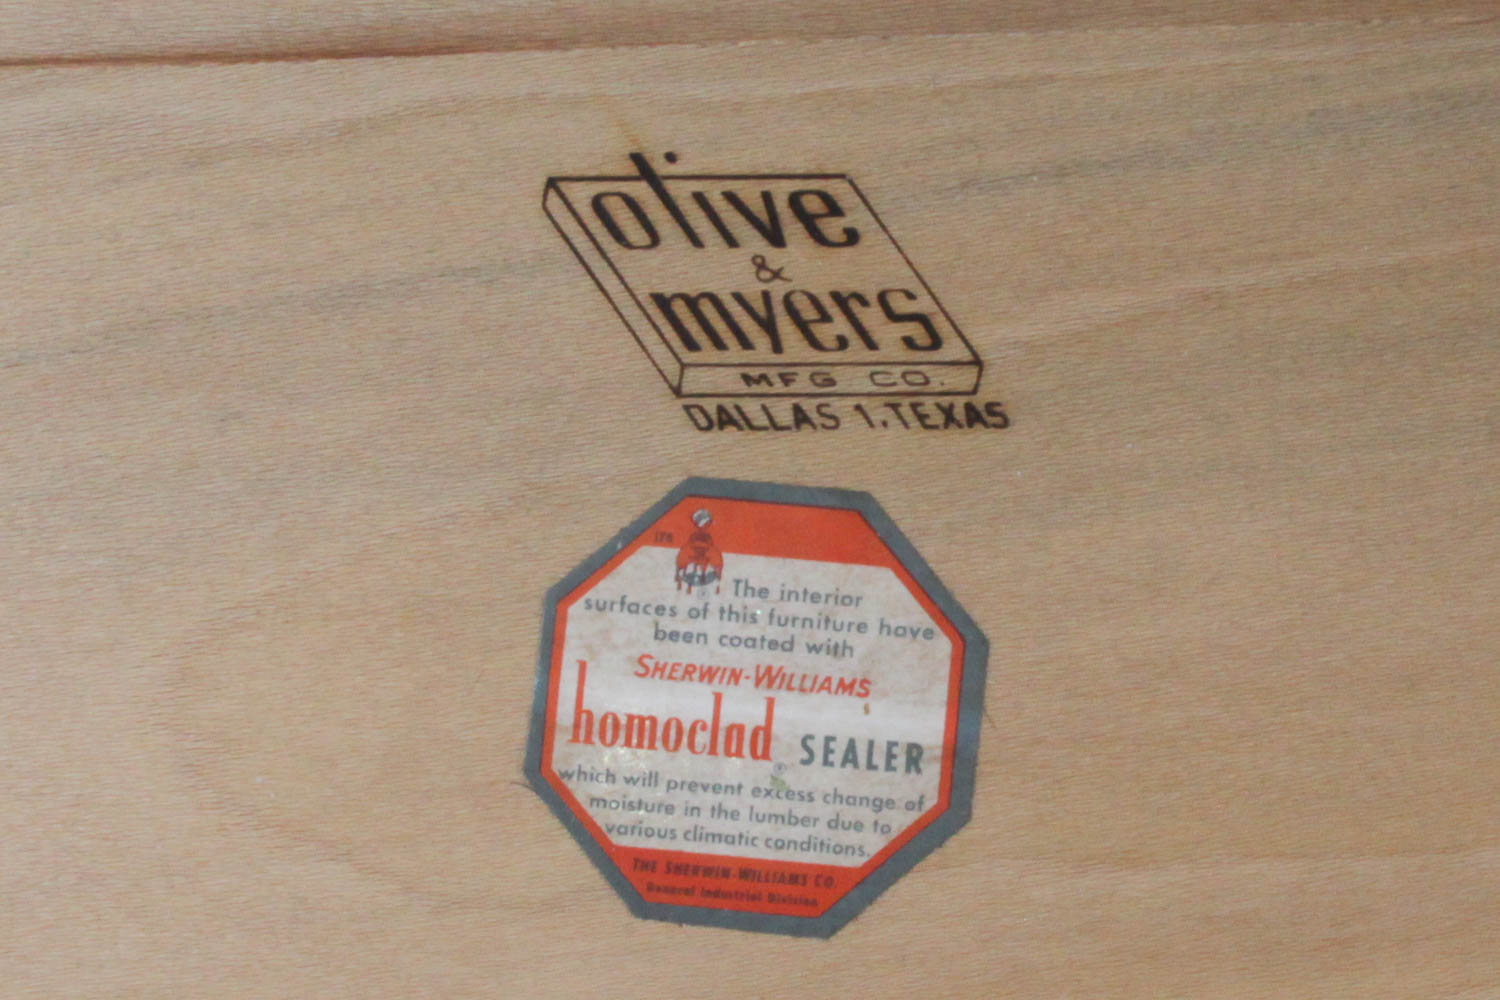 olive
&
myers
MFG CO.
DALLAS 1, TEXAS
176
The interior
surfaces of this furniture have
been coated with
SHERWIN-WILLIAMS
homoclad® SEALER
which will prevent excess change of
moisture in the lumber due to
various climatic conditions.
THE SHERWIN-WILLIAMS CO.
General Industrial Division